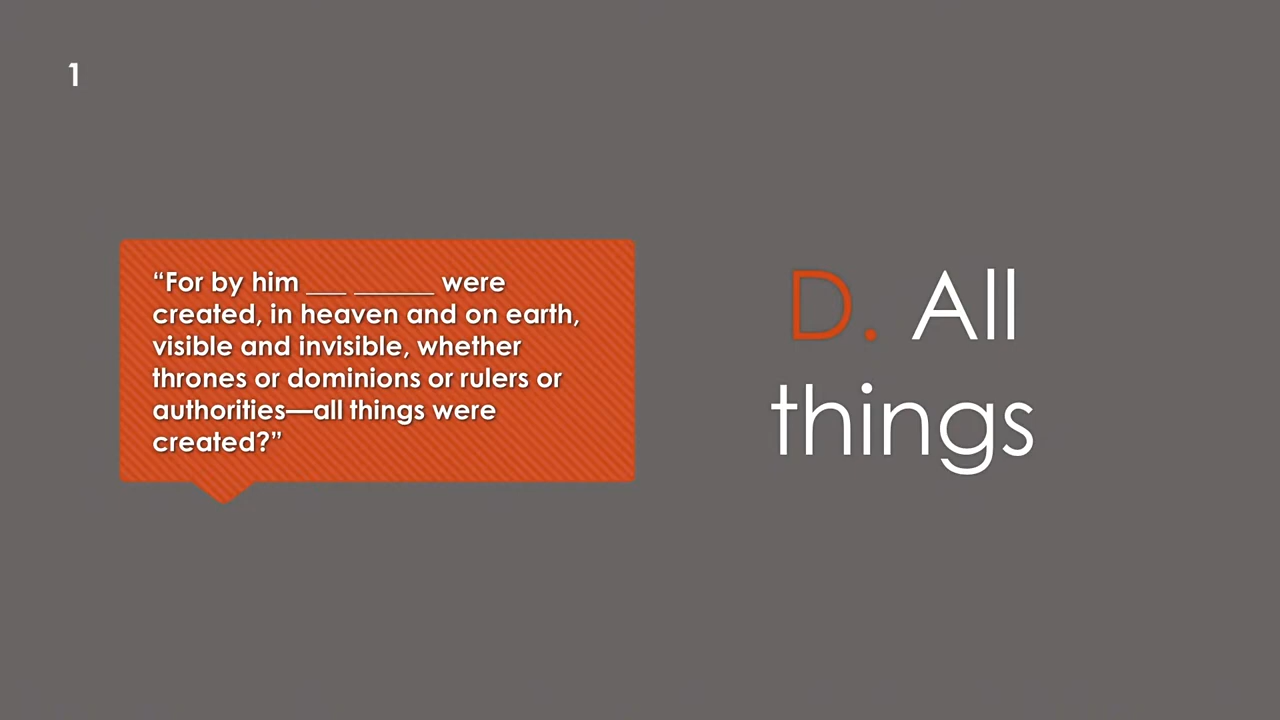 1
“For by him ___ ______ were
created, in heaven and on earth,
visible and invisible, whether
thrones or dominions or rulers or
authorities—all things were
created?”
D. All
things